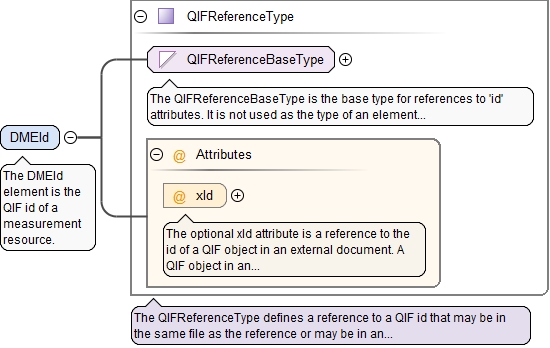 QIFReferenceType
QIFReferenceBaseType
The QIFReferenceBaseType is the base type for references to 'id'
attributes. It is not used as the type of an element...
DMEId
The DMEId
element is the
QIF id of a
measurement
resource.
@ Attributes
@ xId
The optional xId attribute is a reference to the
id of a QIF object in an external document. A
QIF object in an...
The QIFReferenceType defines a reference to a QIF id that may be in
the same file as the reference or may be in an...